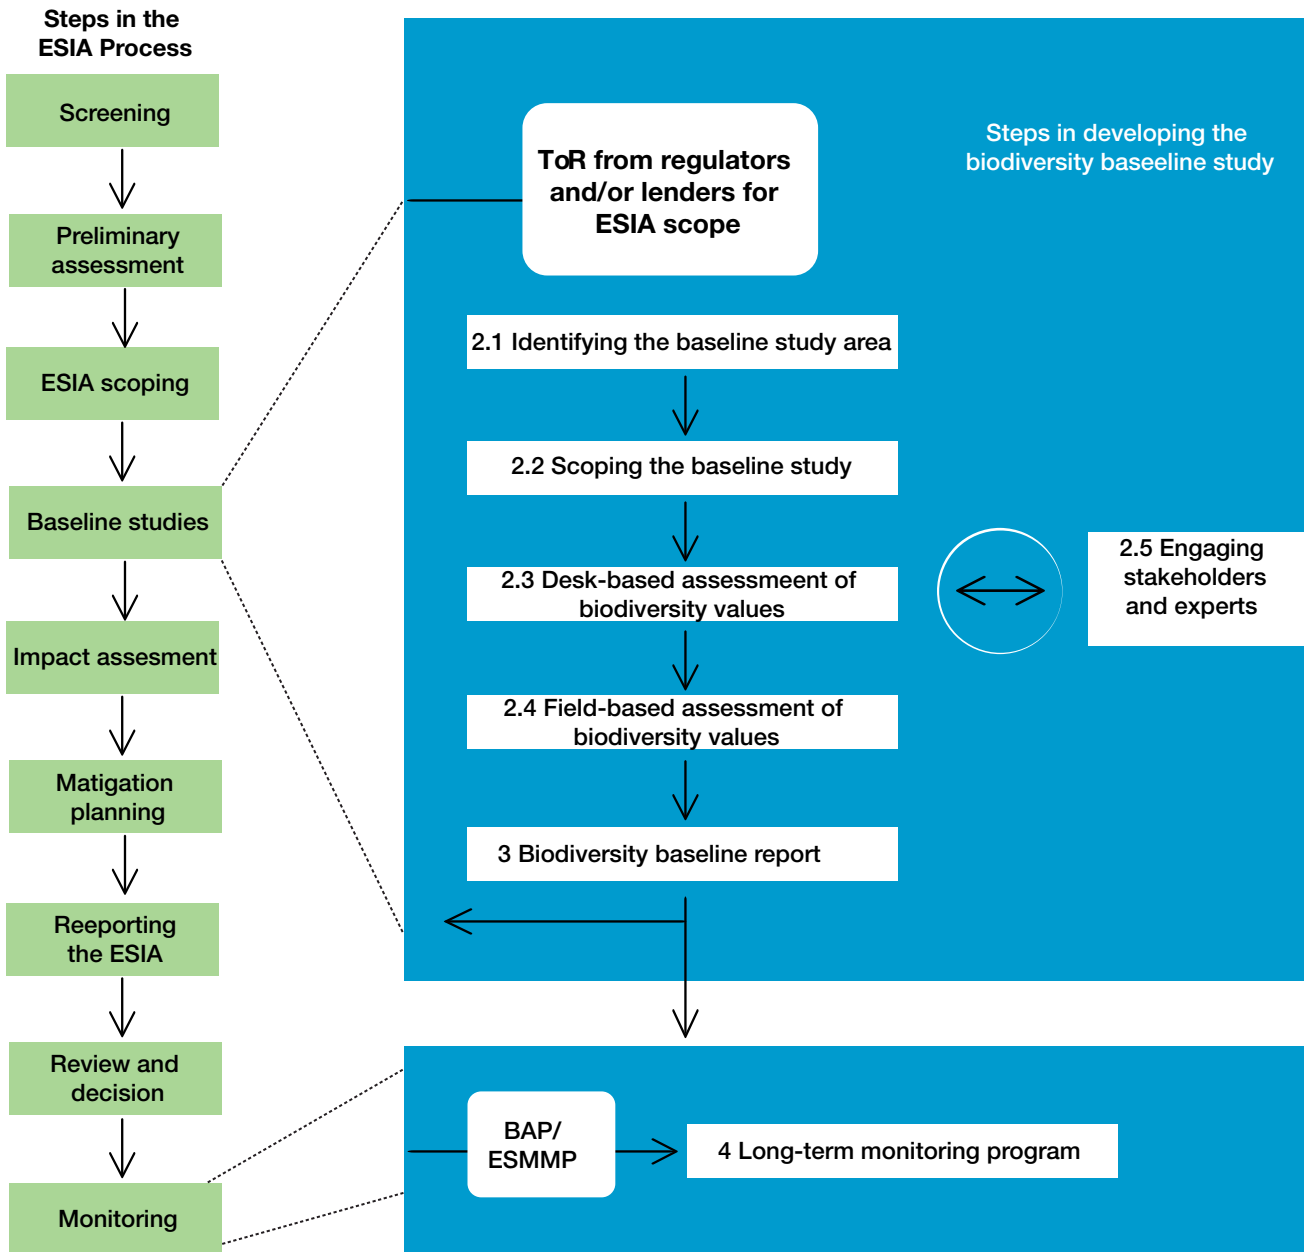 Steps in the
ESIA Process
Screening
Preliminary
assessment
ESIA scoping
Baseline studies
Impact assesment
Matigation
planning
Reeporting
the ESIA
Review and
decision
Monitoring
Steps in developing the
biodiversity baseeline study
ToR from regulators
and/or lenders for
ESIA scope
2.1 Identifying the baseline study area
2.2 Scoping the baseline study
2.3 Desk-based assessmeent of
biodiversity values
2.4 Field-based assessment of
biodiversity values
3 Biodiversity baseline report
2.5 Engaging
stakeholders
and experts
BAP/
ESMMP
4 Long-term monitoring program